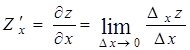 Z′ₓ = ∂z/∂x = lim_{Δx→0} Δₓz/Δx